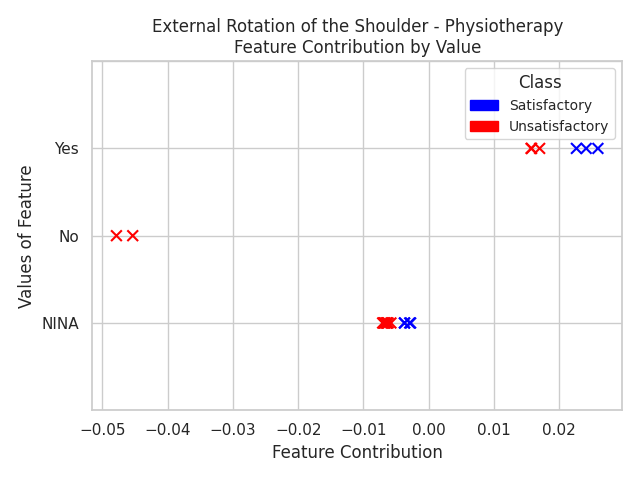 External Rotation of the Shoulder - Physiotherapy
Feature Contribution by Value
Class
Satisfactory
Unsatisfactory
Values of Feature
Yes
No
NINA
−0.05 −0.04 −0.03 −0.02 −0.01 0.00 0.01 0.02
Feature Contribution